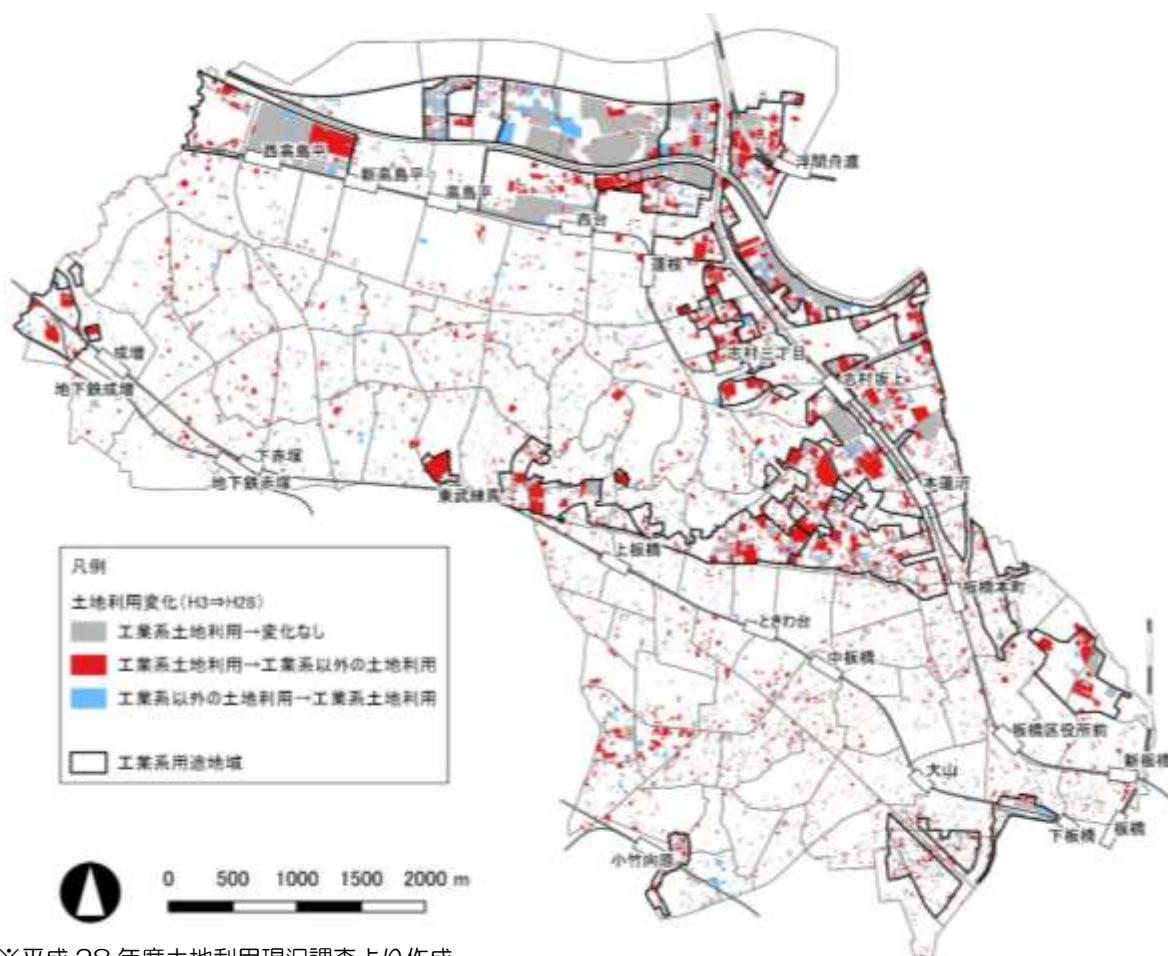 浮間舟渡
西高島平
新高島平
高島平
西台
蓮根
志村三丁目
志村坂上
成増
地下鉄成増
下赤塚
地下鉄赤塚
東武練馬
本蓮沼
上板橋
板橋本町
ときわ台
中板橋
板橋区役所前
新板橋
大山
下板橋
板橋
小竹向原
凡例
土地利用変化(H3⇒H28)
工業系土地利用→変化なし
工業系土地利用→工業系以外の土地利用
工業系以外の土地利用→工業系土地利用
工業系用途地域
0 500 1000 1500 2000 m
※平成 28 年度土地利用現況調査より作成